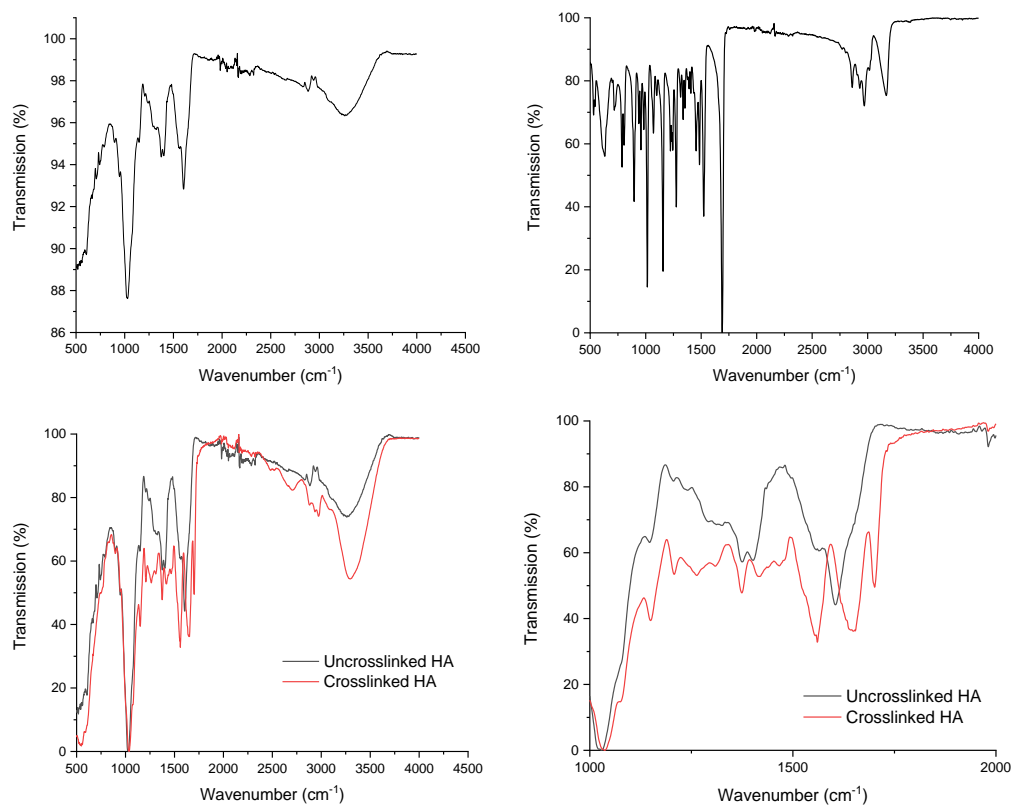 100
98
96
94
92
90
88
86
500 1000 1500 2000 2500 3000 3500 4000 4500
Transmission (%)
Wavenumber (cm⁻¹)
100
80
60
40
20
0
500 1000 1500 2000 2500 3000 3500 4000
Transmission (%)
Wavenumber (cm⁻¹)
100
80
60
40
20
0
500 1000 1500 2000 2500 3000 3500 4000 4500
Transmission (%)
Wavenumber (cm⁻¹)
Uncrosslinked HA
Crosslinked HA
100
80
60
40
20
0
1000 1500 2000
Transmission (%)
Wavenumber (cm⁻¹)
Uncrosslinked HA
Crosslinked HA